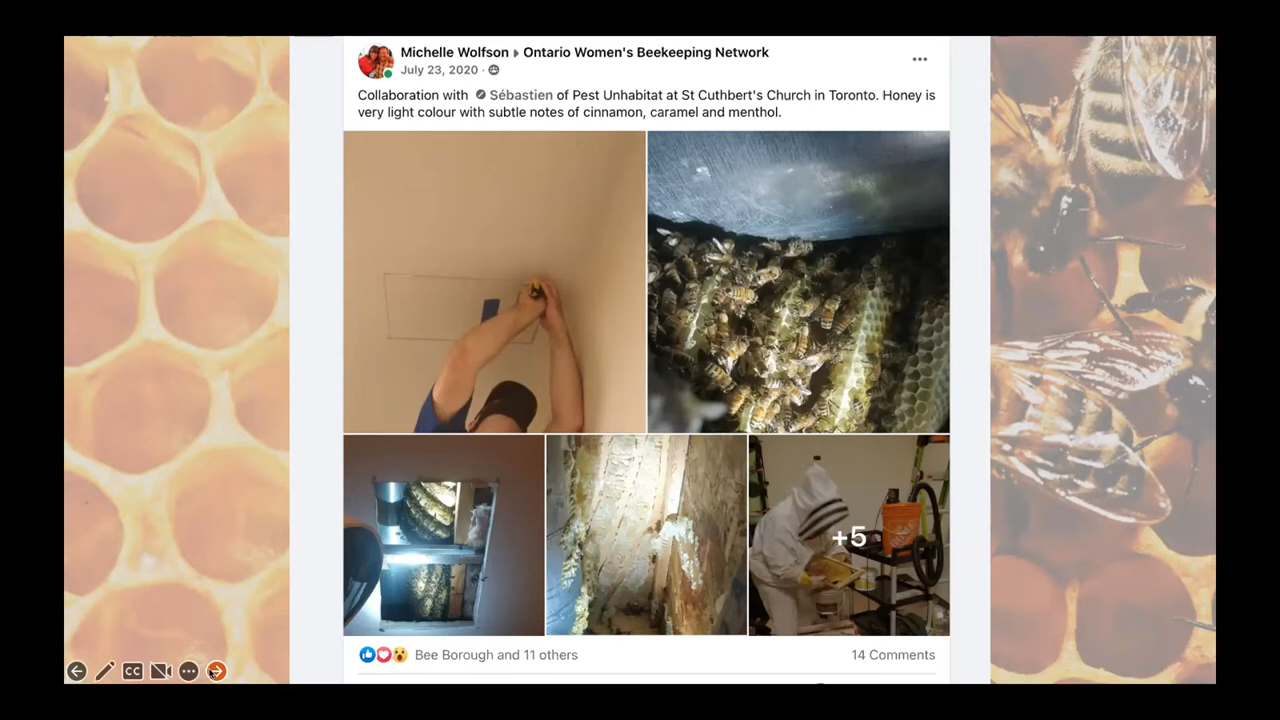 Michelle Wolfson ▸ Ontario Women's Beekeeping Network
July 23, 2020 ·
Collaboration with Sébastien of Pest Unhabitat at St Cuthbert's Church in Toronto. Honey is
very light colour with subtle notes of cinnamon, caramel and menthol.
+5
Bee Borough and 11 others
14 Comments
CC